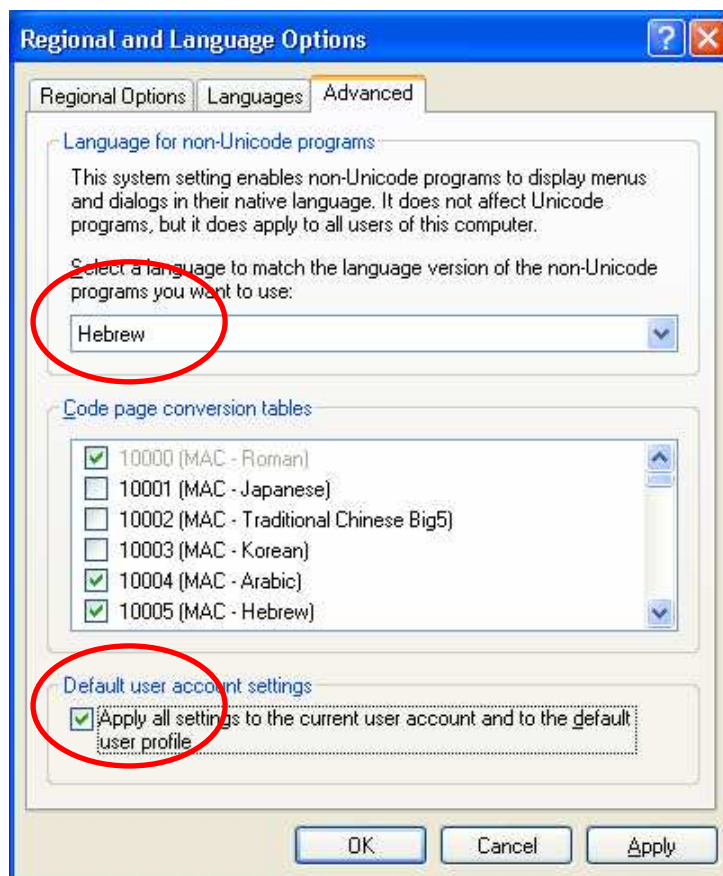 Regional and Language Options
Regional Options Languages Advanced
Language for non-Unicode programs
This system setting enables non-Unicode programs to display menus
and dialogs in their native language. It does not affect Unicode
programs, but it does apply to all users of this computer.
Select a language to match the language version of the non-Unicode
programs you want to use:
Hebrew
Code page conversion tables
10000 (MAC - Roman)
10001 (MAC - Japanese)
10002 (MAC - Traditional Chinese Big5)
10003 (MAC - Korean)
10004 (MAC - Arabic)
10005 (MAC - Hebrew)
Default user account settings
Apply all settings to the current user account and to the default
user profile
OK Cancel Apply